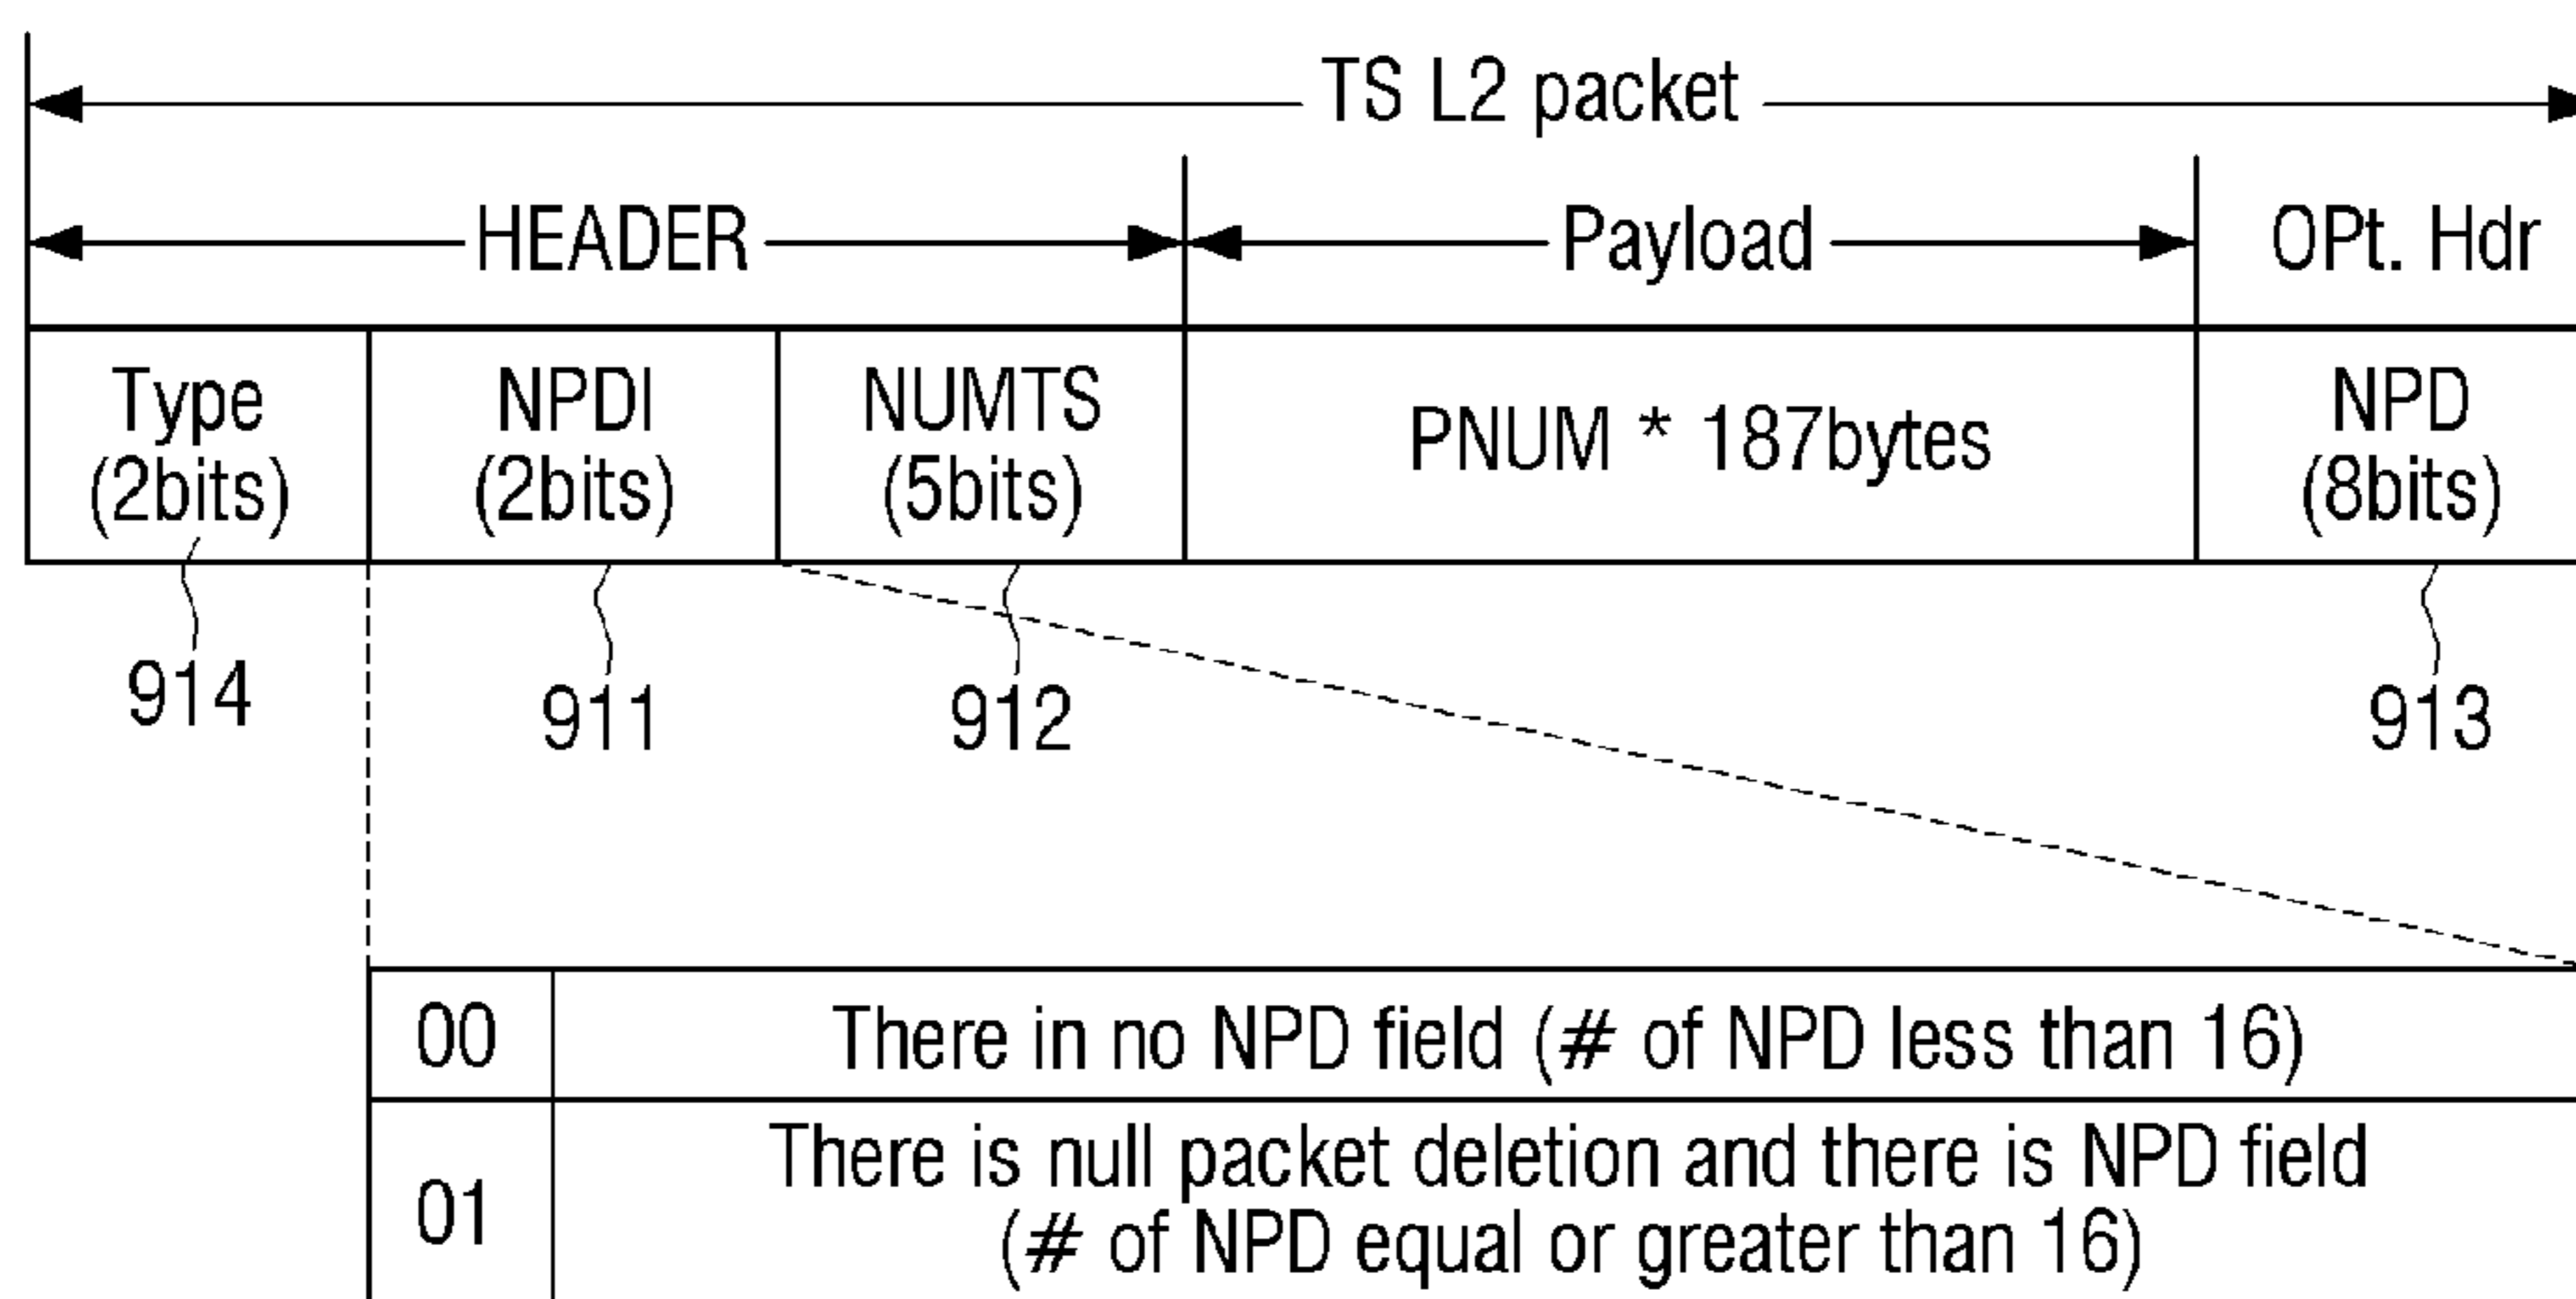 TS L2 packet
HEADER
Payload
OPt. Hdr
Type
(2bits)
NPDI
(2bits)
NUMTS
(5bits)
PNUM * 187bytes
NPD
(8bits)
914
911
912
913
00
There in no NPD field (# of NPD less than 16)
01
There is null packet deletion and there is NPD field
(# of NPD equal or greater than 16)